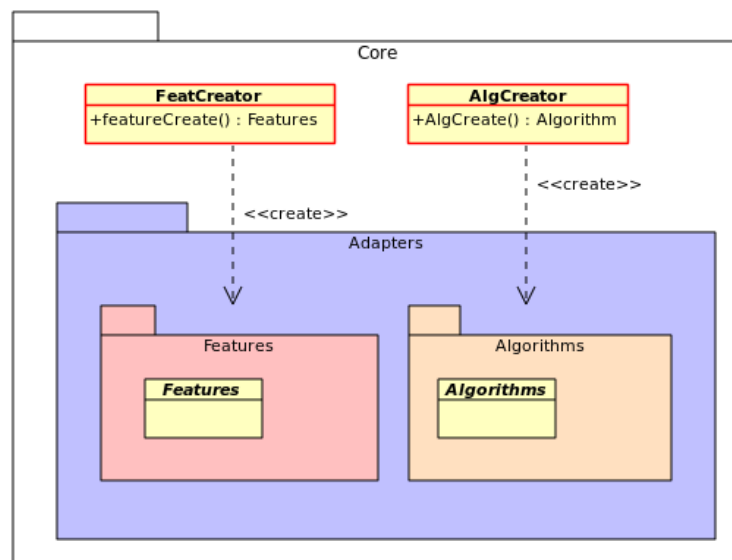 Core
FeatCreator
+featureCreate() : Features
AlgCreator
+AlgCreate() : Algorithm
<<create>>
<<create>>
Adapters
Features
Algorithms
Features
Algorithms